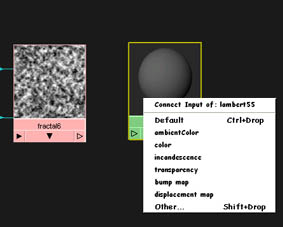 fractal6
Connect Input of: lambert55
Default Ctrl+Drop
ambientColor
color
incandescence
transparency
bump map
displacement map
Other... Shift+Drop